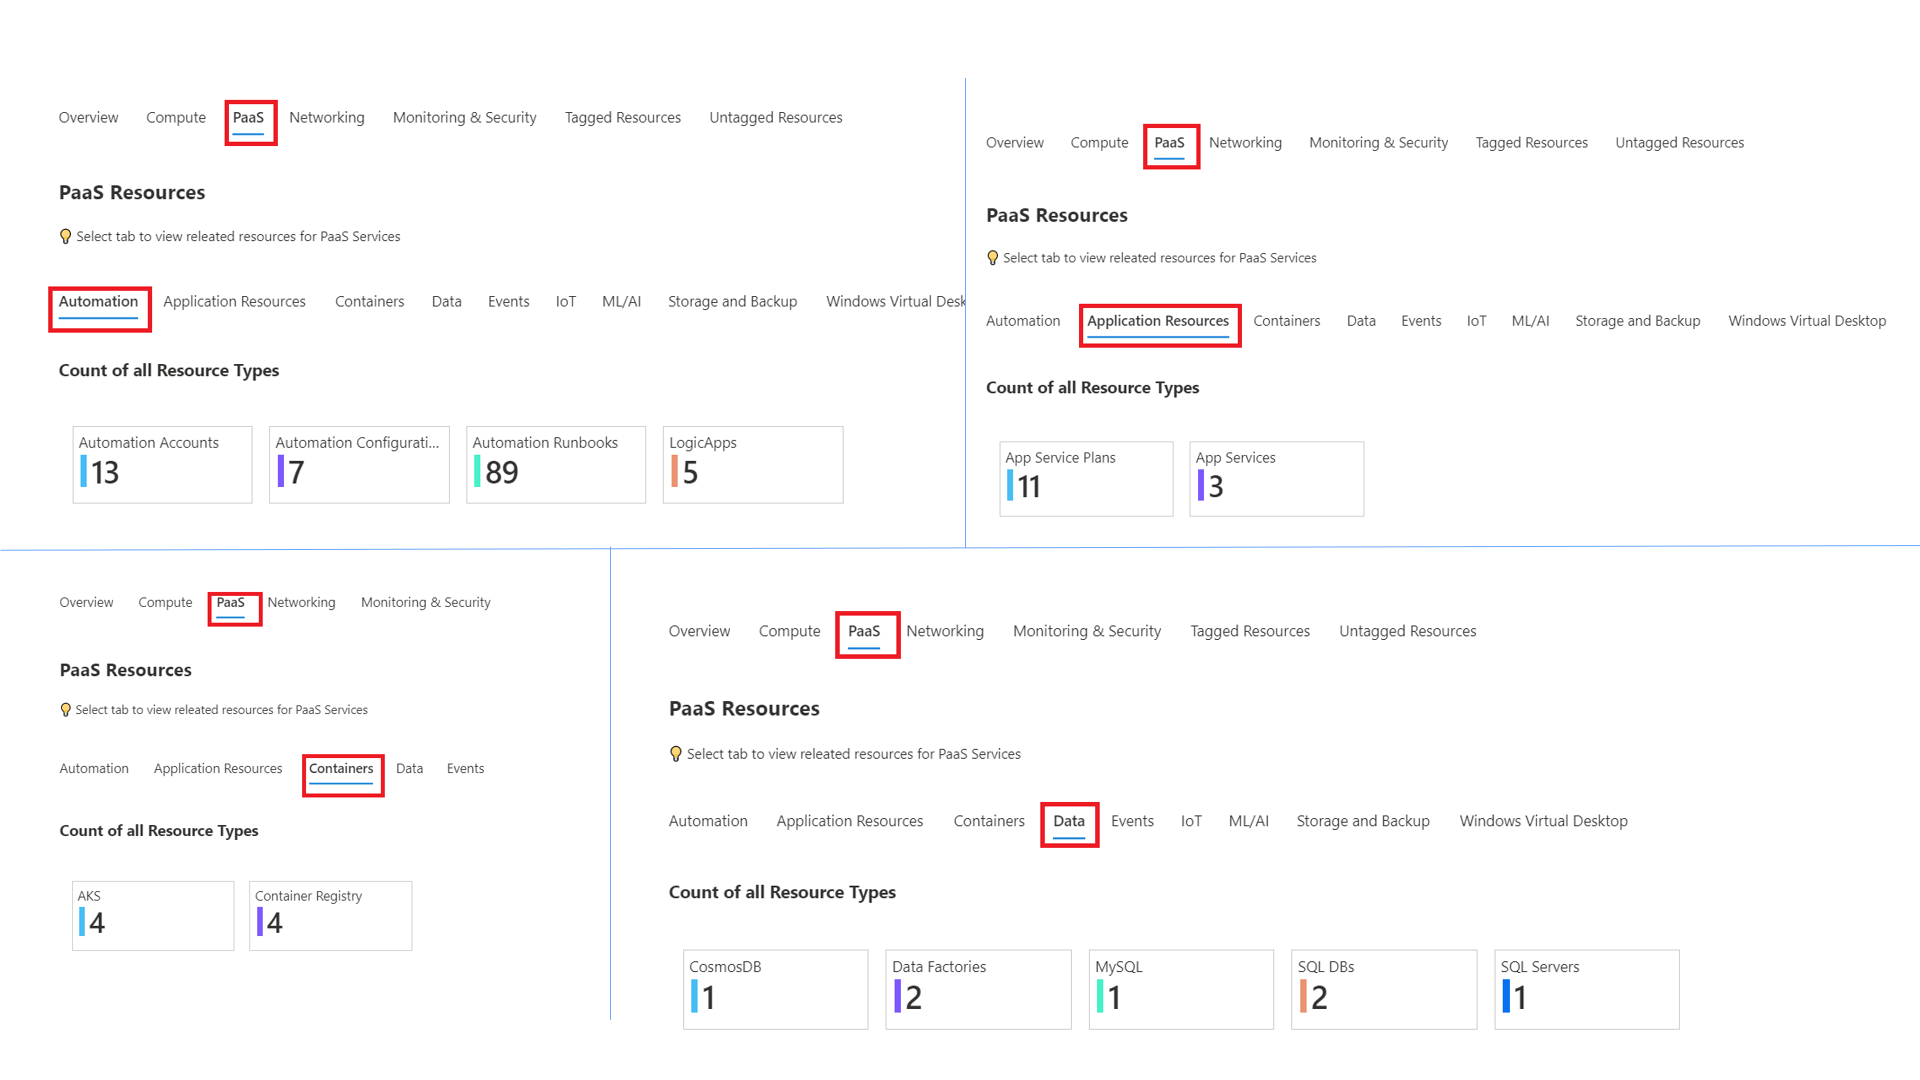 Overview Compute PaaS Networking Monitoring & Security Tagged Resources Untagged Resources
PaaS Resources
Select tab to view releated resources for PaaS Services
Automation Application Resources Containers Data Events IoT ML/AI Storage and Backup Windows Virtual Desk
Count of all Resource Types
Automation Accounts Automation Configurati... Automation Runbooks LogicApps
13 7 89 5
Overview Compute PaaS Networking Monitoring & Security Tagged Resources Untagged Resources
PaaS Resources
Select tab to view releated resources for PaaS Services
Automation Application Resources Containers Data Events IoT ML/AI Storage and Backup Windows Virtual Desktop
Count of all Resource Types
App Service Plans App Services
11 3
Overview Compute PaaS Networking Monitoring & Security
PaaS Resources
Select tab to view releated resources for PaaS Services
Automation Application Resources Containers Data Events
Count of all Resource Types
AKS Container Registry
4 4
Overview Compute PaaS Networking Monitoring & Security Tagged Resources Untagged Resources
PaaS Resources
Select tab to view releated resources for PaaS Services
Automation Application Resources Containers Data Events IoT ML/AI Storage and Backup Windows Virtual Desktop
Count of all Resource Types
CosmosDB Data Factories MySQL SQL DBs SQL Servers
1 2 1 2 1